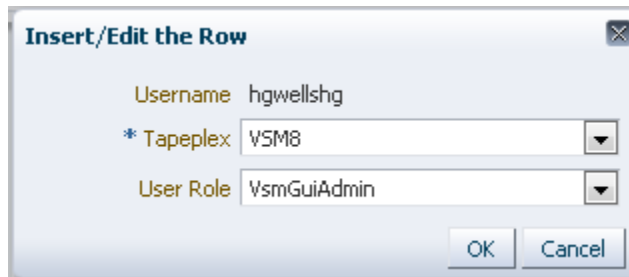 Insert/Edit the Row
Username hgwellshg
* Tapeplex VSM8
User Role VsmGuiAdmin
OK Cancel